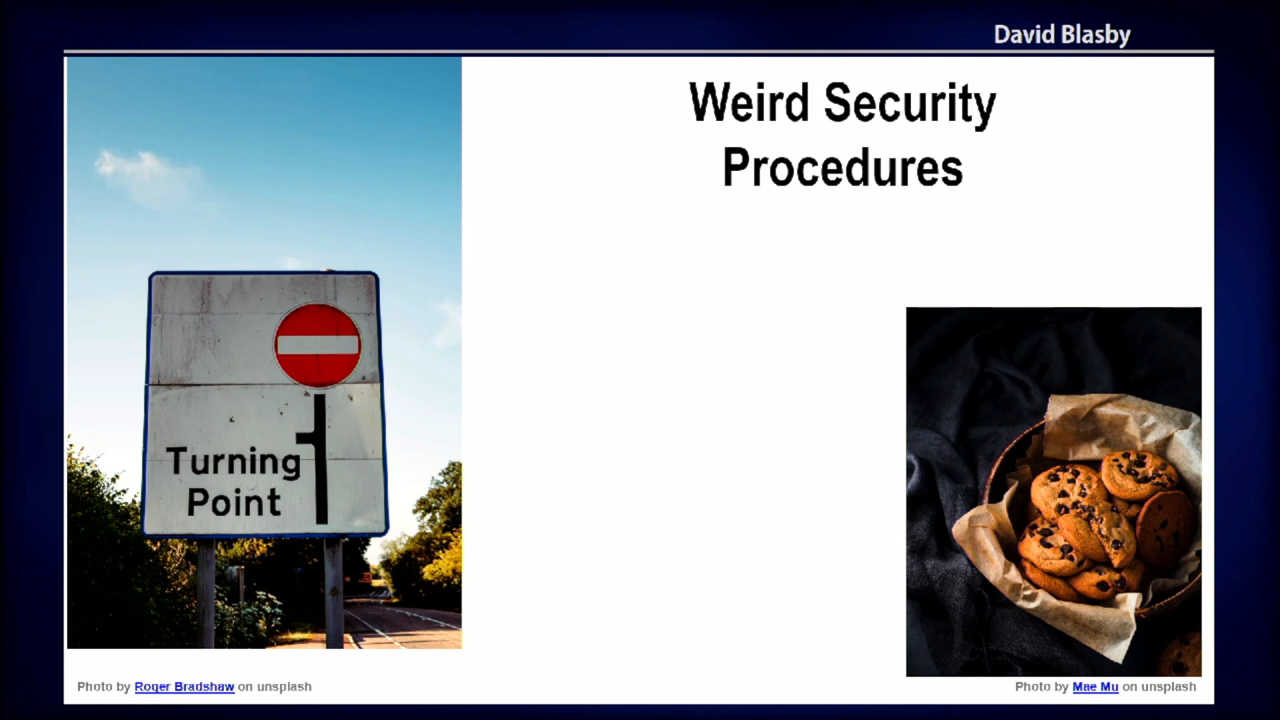 David Blasby
Weird Security
Procedures
Turning
Point
Photo by Roger Bradshaw on unsplash
Photo by Mae Mu on unsplash